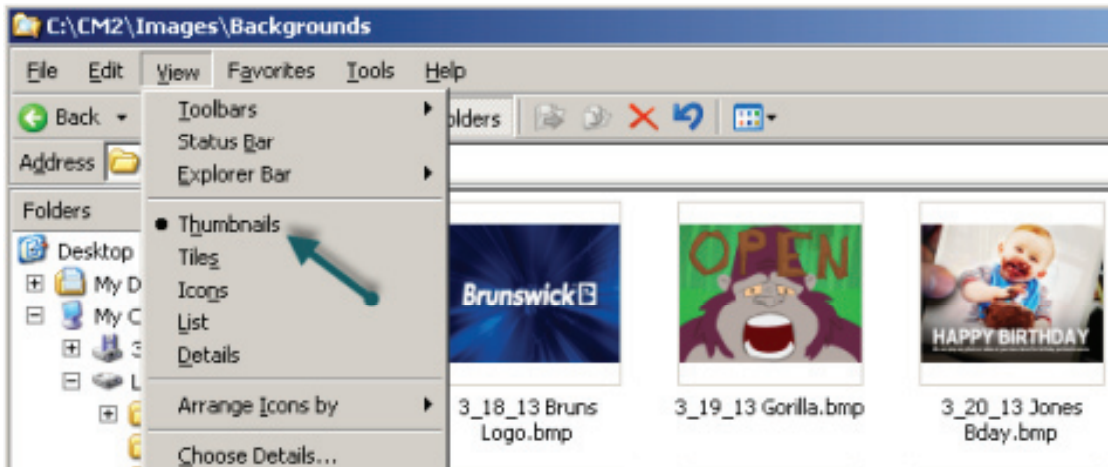 C:\CM2\Images\Backgrounds
File Edit View Favorites Tools Help
Back
Toolbars
Status Bar
Explorer Bar
Thumbnails
Tiles
Icons
List
Details
Arrange Icons by
Choose Details...
Address
Folders
Desktop
My D
My C
3
L
olders
Brunswick
OPEN
HAPPY BIRTHDAY
3_18_13 Bruns
Logo.bmp
3_19_13 Gorilla.bmp
3_20_13 Jones
Bday.bmp